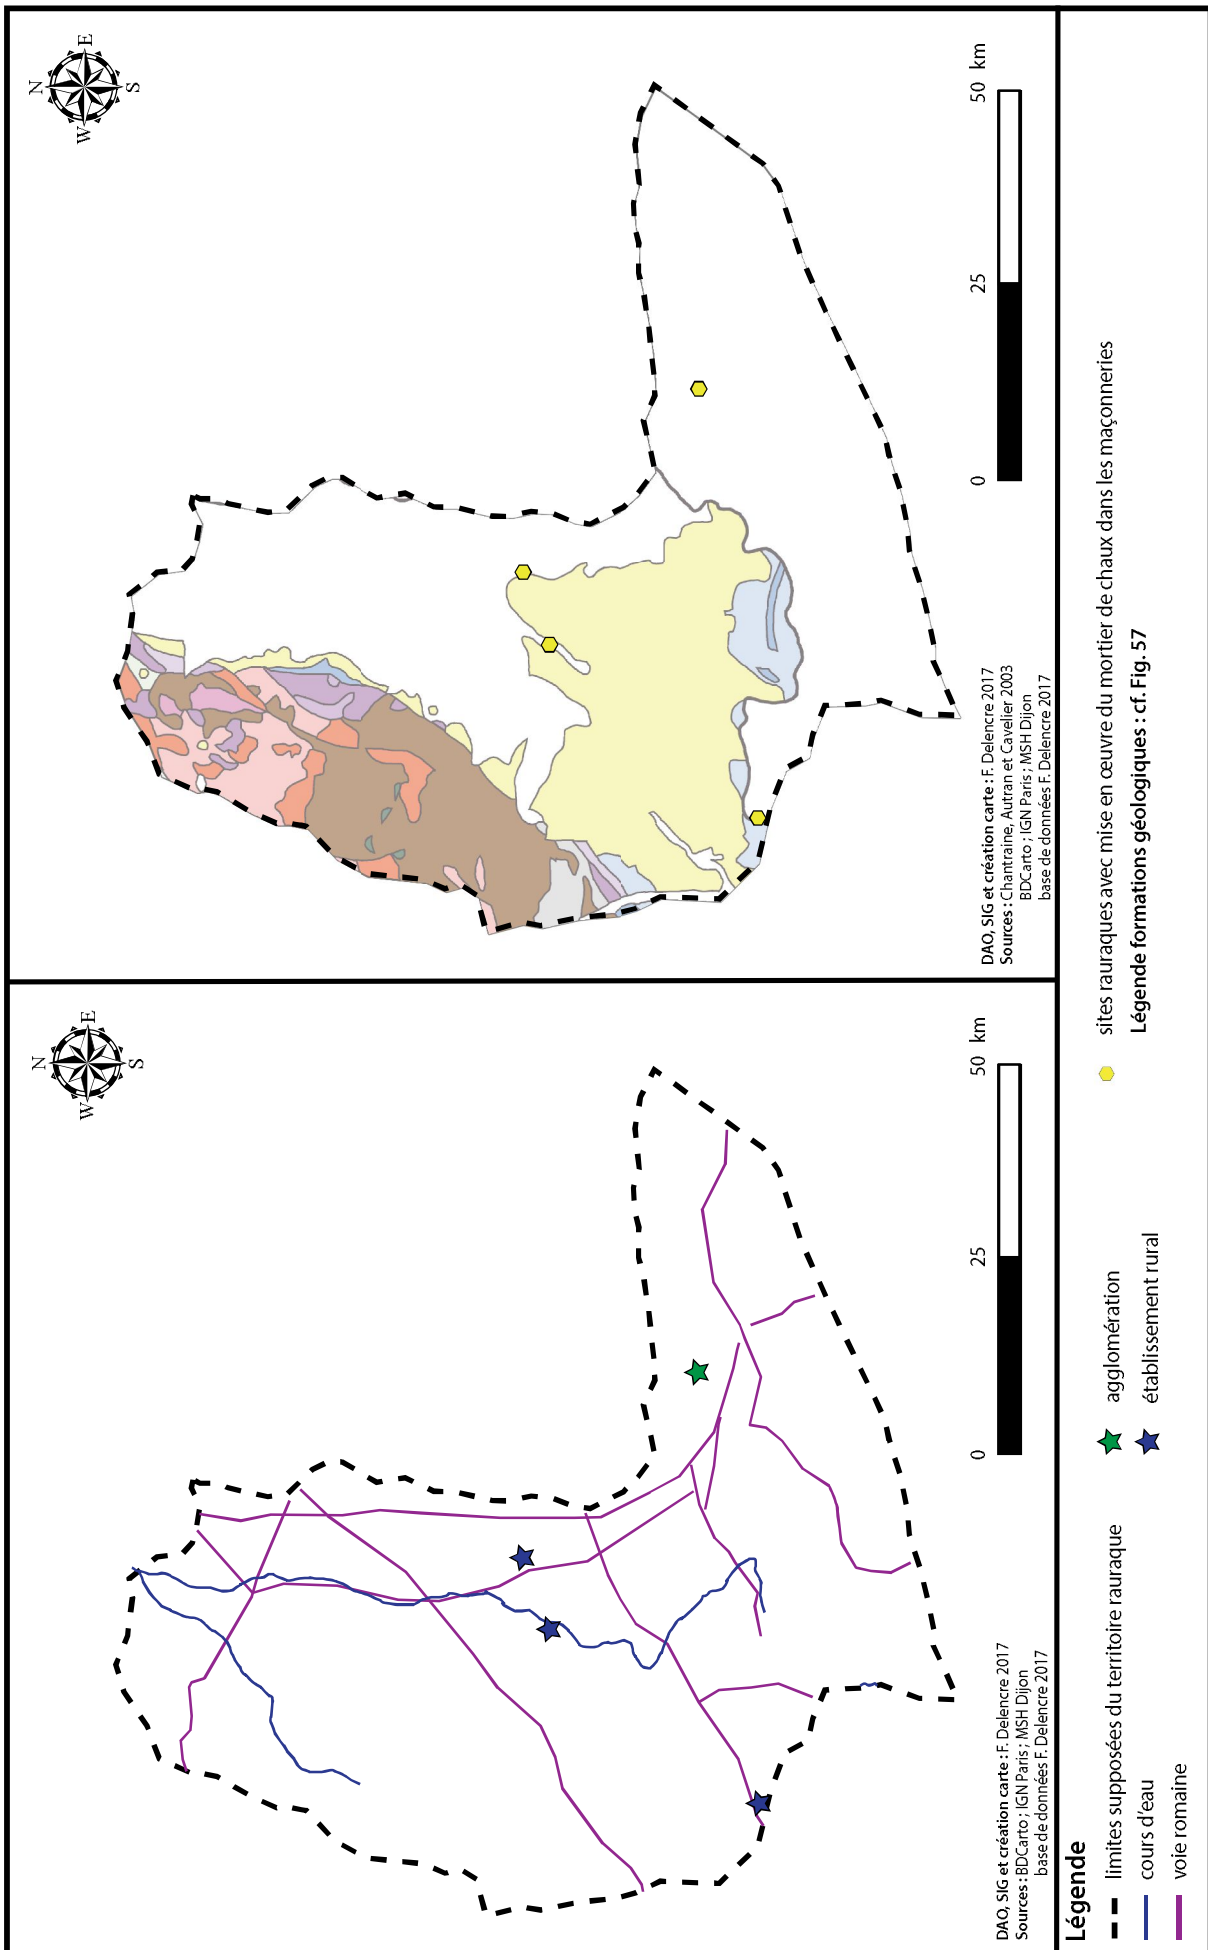 N
E
S
W
0
25
50 km
DAO, SIG et création carte : F. Delencre 2017
Sources : BDCarto ; IGN Paris ; MSH Dijon
base de données F. Delencre 2017
N
E
S
W
0
25
50 km
DAO, SIG et création carte : F. Delencre 2017
Sources : Chantraine, Autran et Cavelier 2003
BDCarto ; IGN Paris ; MSH Dijon
base de données F. Delencre 2017
Légende
limites supposées du territoire rauraque
cours d'eau
voie romaine
agglomération
établissement rural
sites rauraques avec mise en œuvre du mortier de chaux dans les maçonneries
Légende formations géologiques : cf. Fig. 57